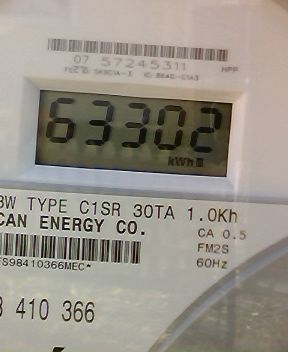 07 57245311
63302
kWh
3W TYPE C1SR 30TA 1.0Kh
CAN ENERGY CO.
CA 0.5
FM2S
60Hz
FS98410366MEC*
3 410 366